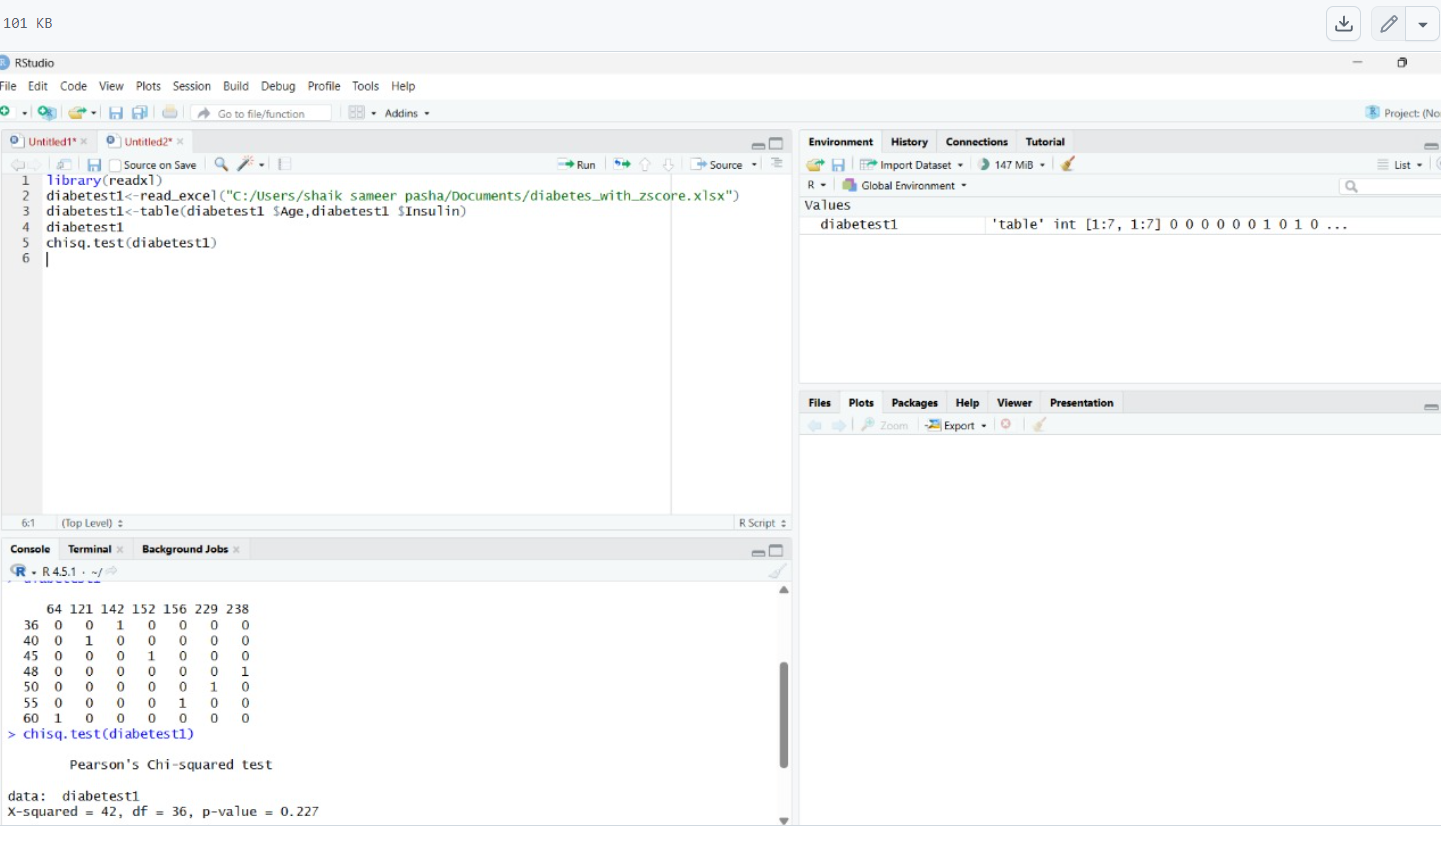 101 KB
RStudio
File Edit Code View Plots Session Build Debug Profile Tools Help
Go to file/function Addins
Project: (No
Untitled1* Untitled2*
Source on Save Run Source
1 library(readxl)
2 diabetest1<-read_excel("C:/Users/shaik sameer pasha/Documents/diabetes_with_zscore.xlsx")
3 diabetest1<-table(diabetest1 $Age,diabetest1 $Insulin)
4 diabetest1
5 chisq.test(diabetest1)
6
6:1 (Top Level) R Script
Console Terminal Background Jobs
R 4.5.1 · ~/
64 121 142 152 156 229 238
36 0 0 1 0 0 0 0
40 0 1 0 0 0 0 0
45 0 0 0 1 0 0 0
48 0 0 0 0 0 0 1
50 0 0 0 0 0 1 0
55 0 0 0 0 1 0 0
60 1 0 0 0 0 0 0
> chisq.test(diabetest1)
Pearson's Chi-squared test
data: diabetest1
X-squared = 42, df = 36, p-value = 0.227
Environment History Connections Tutorial
Import Dataset 147 MiB List
R Global Environment
Values
diabetest1 'table' int [1:7, 1:7] 0 0 0 0 0 0 1 0 1 0 ...
Files Plots Packages Help Viewer Presentation
Zoom Export